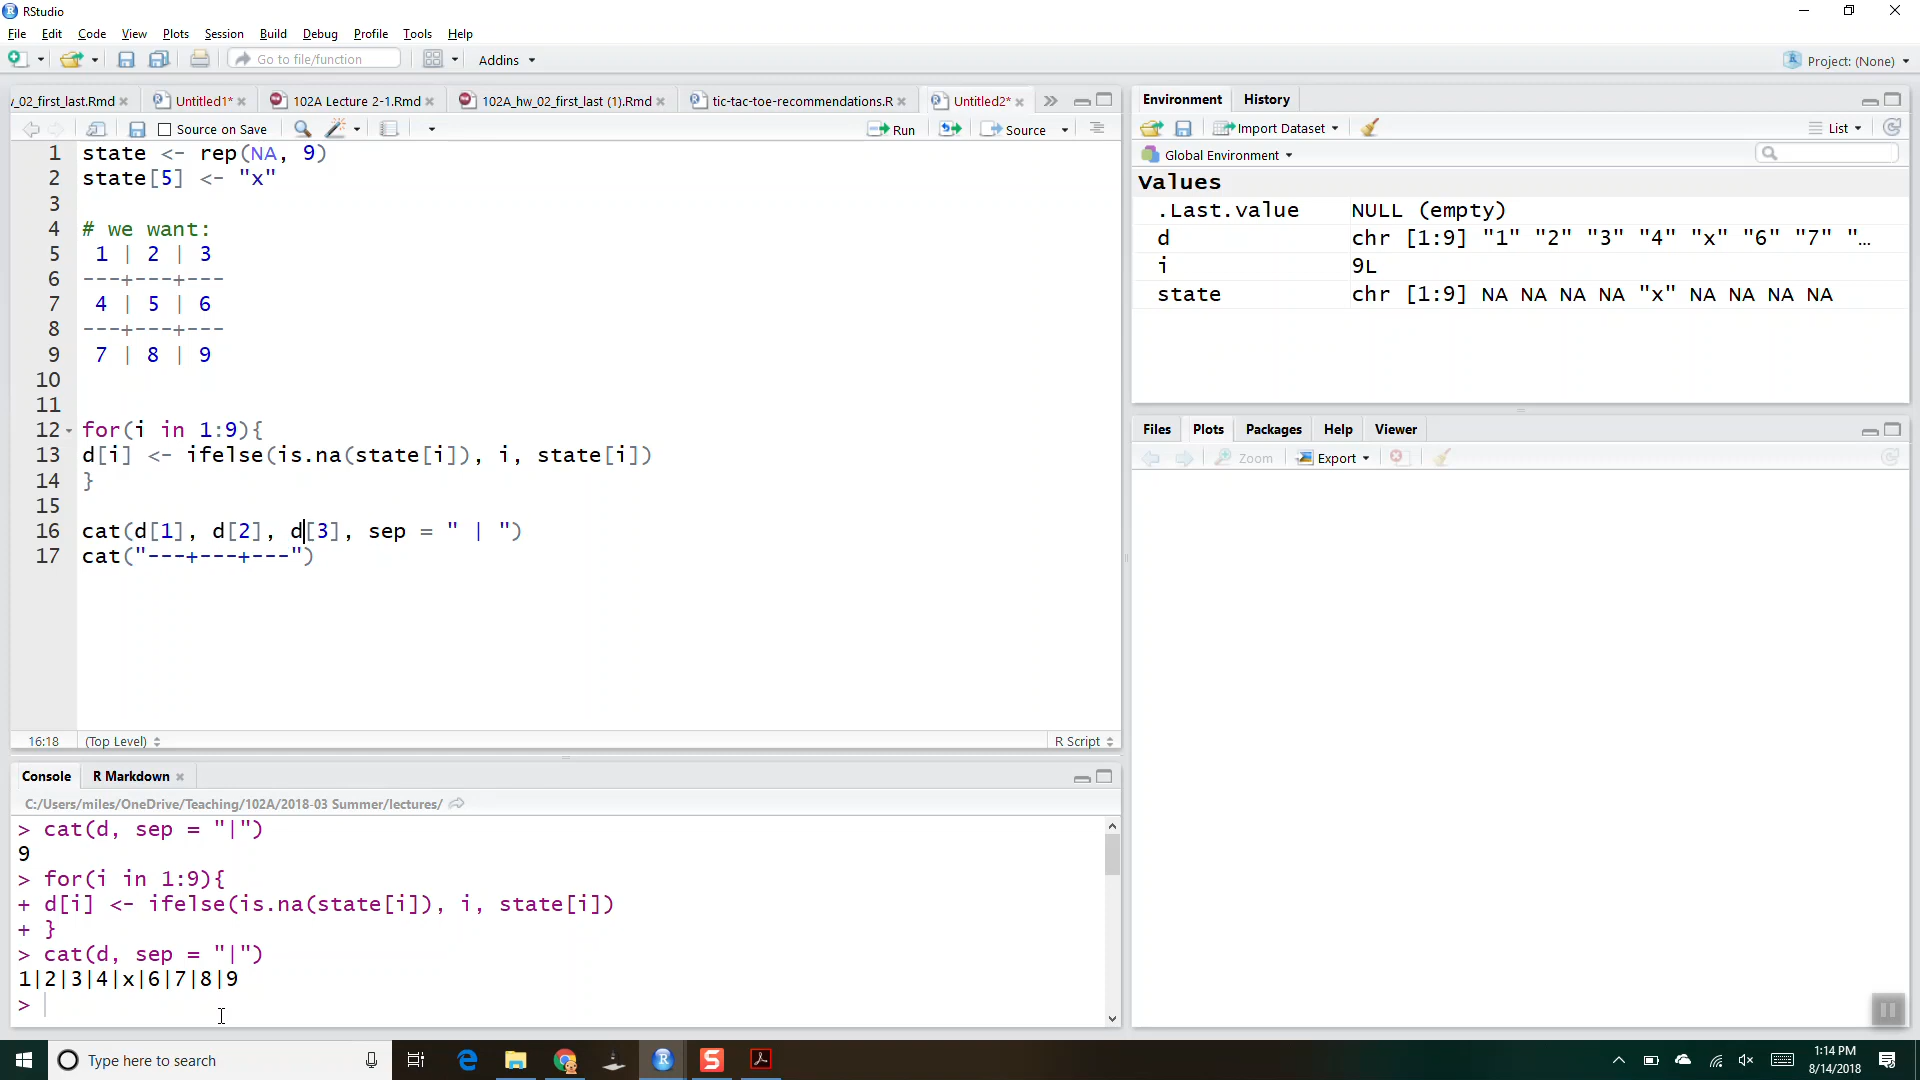 RStudio
File Edit Code View Plots Session Build Debug Profile Tools Help
Go to file/function Addins Project: (None)
/_02_first_last.Rmd Untitled1* 102A Lecture 2-1.Rmd 102A_hw_02_first_last (1).Rmd tic-tac-toe-recommendations.R Untitled2*
Source on Save Run Source
1 state <- rep(NA, 9)
2 state[5] <- "x"
3
4 # we want:
5 1 | 2 | 3
6 ---+---+---
7 4 | 5 | 6
8 ---+---+---
9 7 | 8 | 9
10
11
12 for(i in 1:9){
13 d[i] <- ifelse(is.na(state[i]), i, state[i])
14 }
15
16 cat(d[1], d[2], d[3], sep = " | ")
17 cat("---+---+---")
16:18 (Top Level) R Script
Console R Markdown
C:/Users/miles/OneDrive/Teaching/102A/2018-03 Summer/lectures/
> cat(d, sep = "|")
9
> for(i in 1:9){
+ d[i] <- ifelse(is.na(state[i]), i, state[i])
+ }
> cat(d, sep = "|")
1|2|3|4|x|6|7|8|9
>
Environment History
Import Dataset List
Global Environment
Values
.Last.value NULL (empty)
d chr [1:9] "1" "2" "3" "4" "x" "6" "7" "…
i 9L
state chr [1:9] NA NA NA NA "x" NA NA NA NA
Files Plots Packages Help Viewer
Zoom Export
Type here to search
1:14 PM
8/14/2018